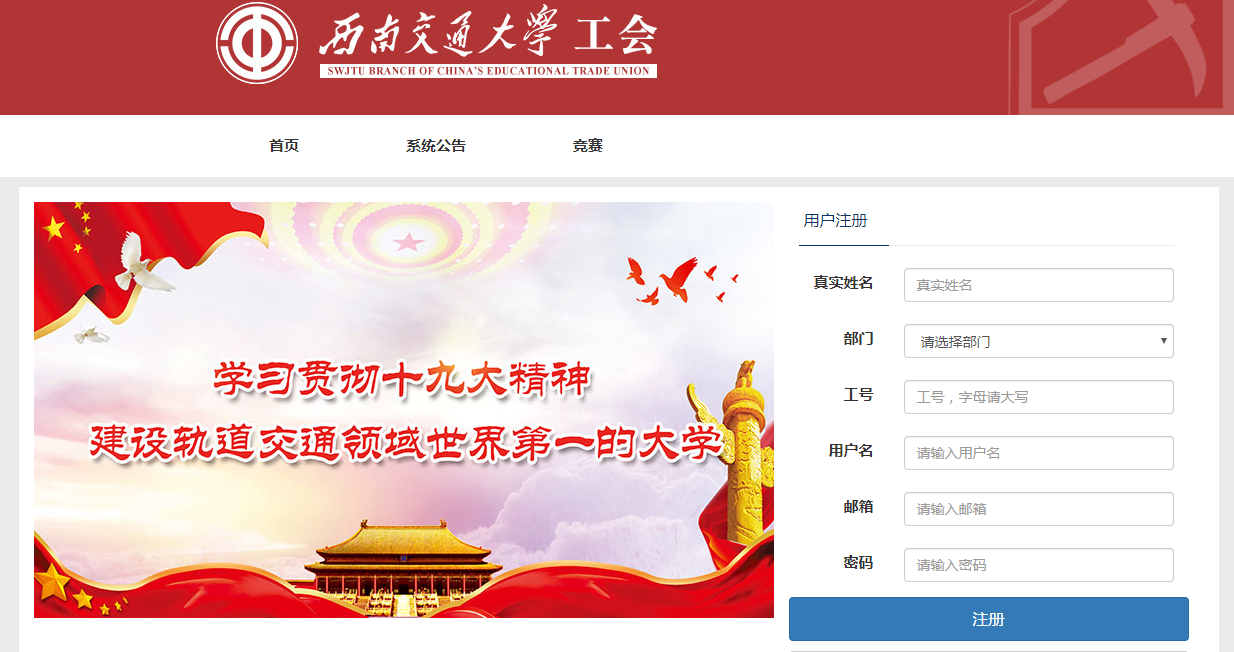 西南交通大學 工会
SWJTU BRANCH OF CHINA'S EDUCATIONAL TRADE UNION
首页 系统公告 竞赛
学习贯彻十九大精神
建设轨道交通领域世界第一的大学
用户注册
真实姓名 真实姓名
部门 请选择部门
工号 工号，字母请大写
用户名 请输入用户名
邮箱 请输入邮箱
密码 请输入密码
注册